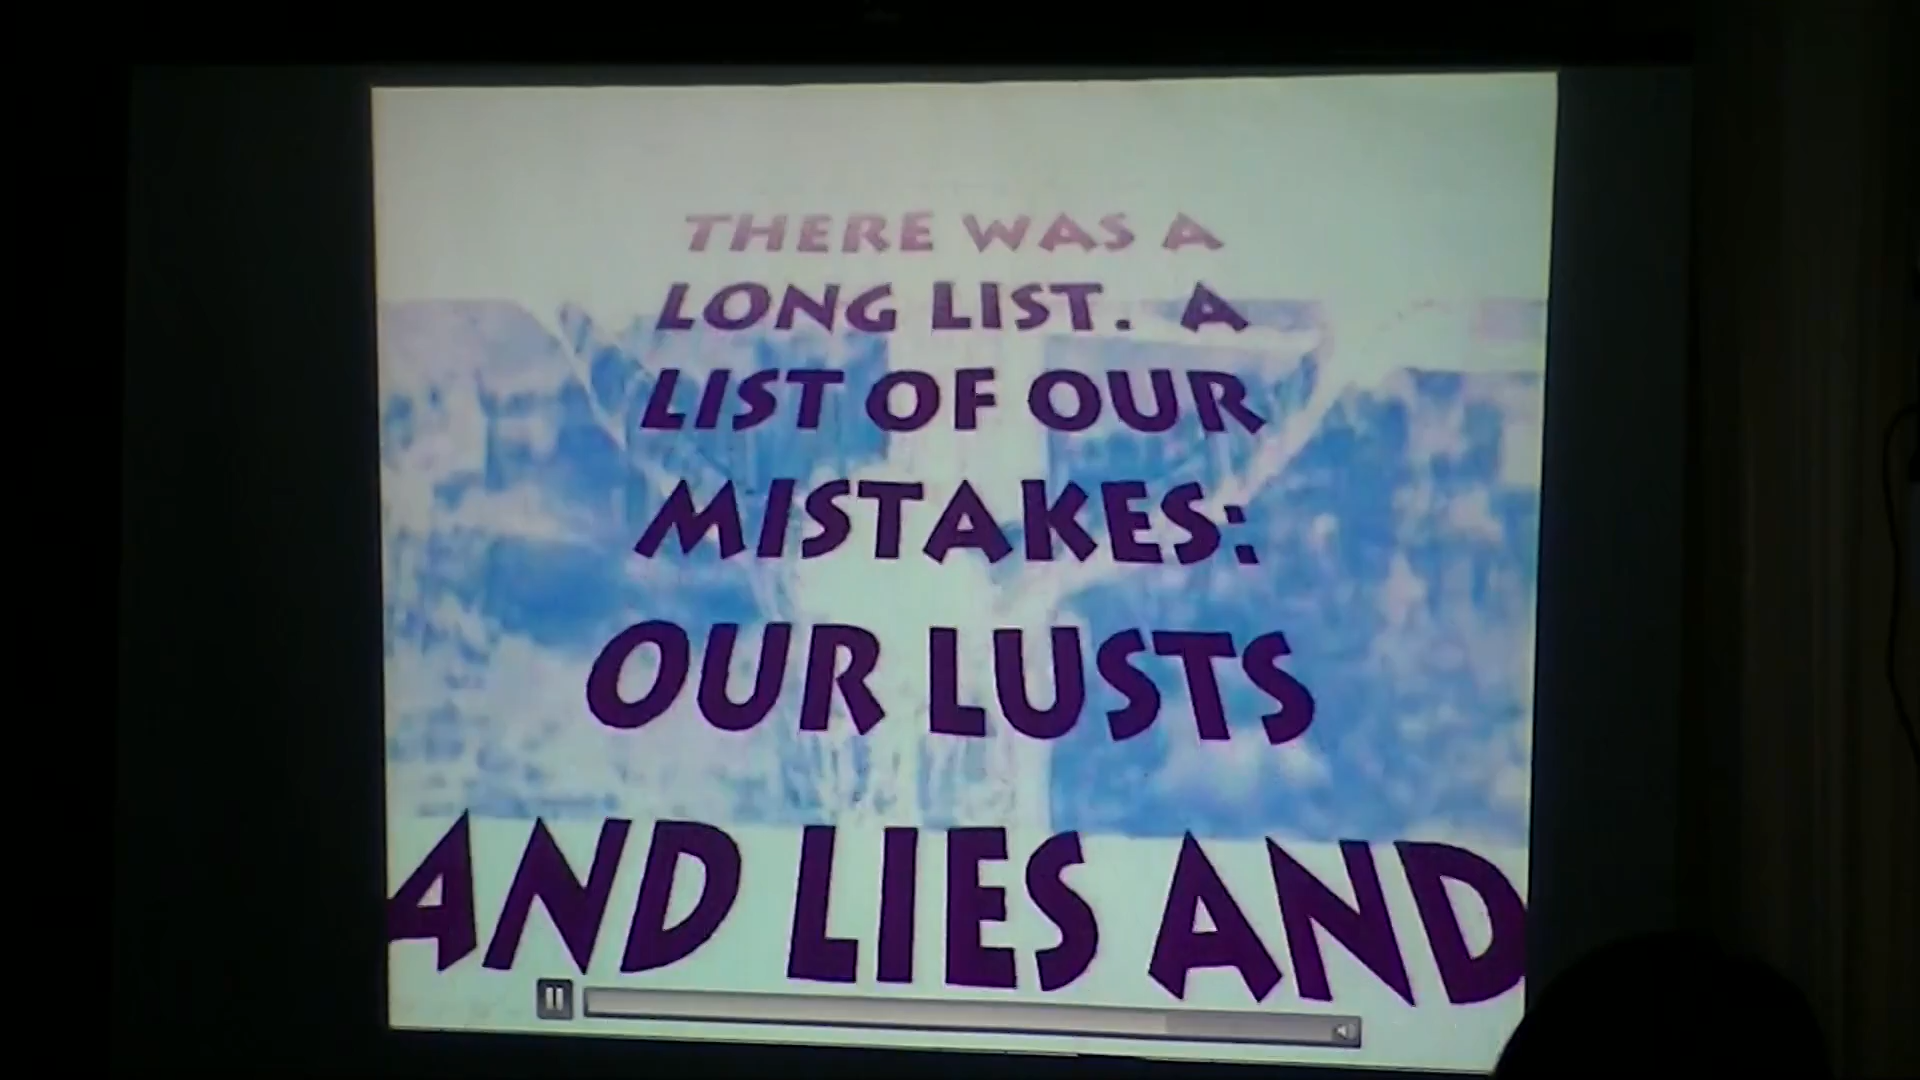 THERE WAS A
LONG LIST. A
LIST OF OUR
MISTAKES:
OUR LUSTS
AND LIES AND